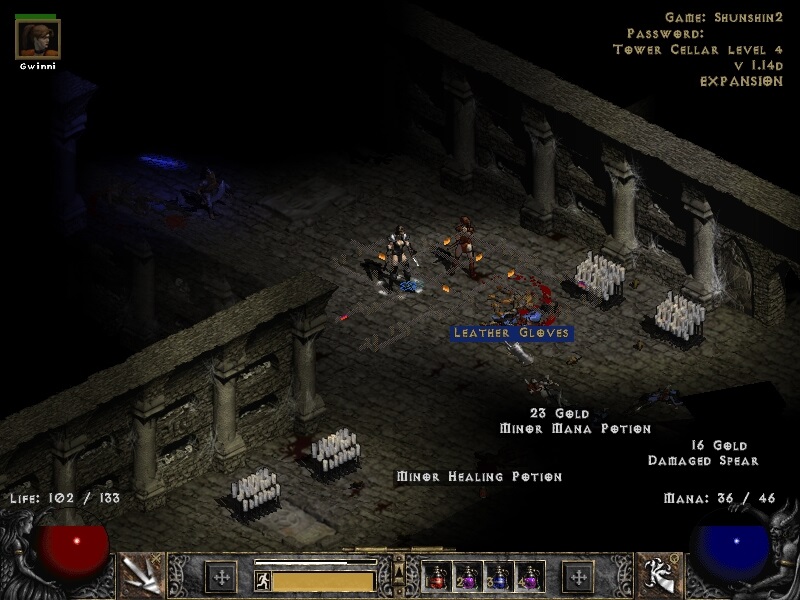 Gwinni
Game: Shunshin2
Password:
Tower Cellar Level 4
v 1.14d
Expansion
Leather Gloves
23 Gold
Minor Mana Potion
16 Gold
Damaged Spear
Minor Healing Potion
Life: 102 / 133
Mana: 36 / 46
2
3
4